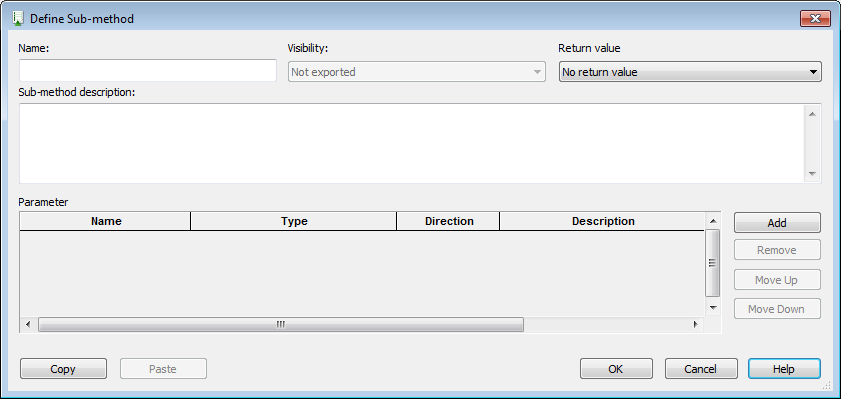 Define Sub-method
Name: Visibility: Return value
Not exported No return value
Sub-method description:
Parameter
Name Type Direction Description
Add
Remove
Move Up
Move Down
Copy Paste OK Cancel Help